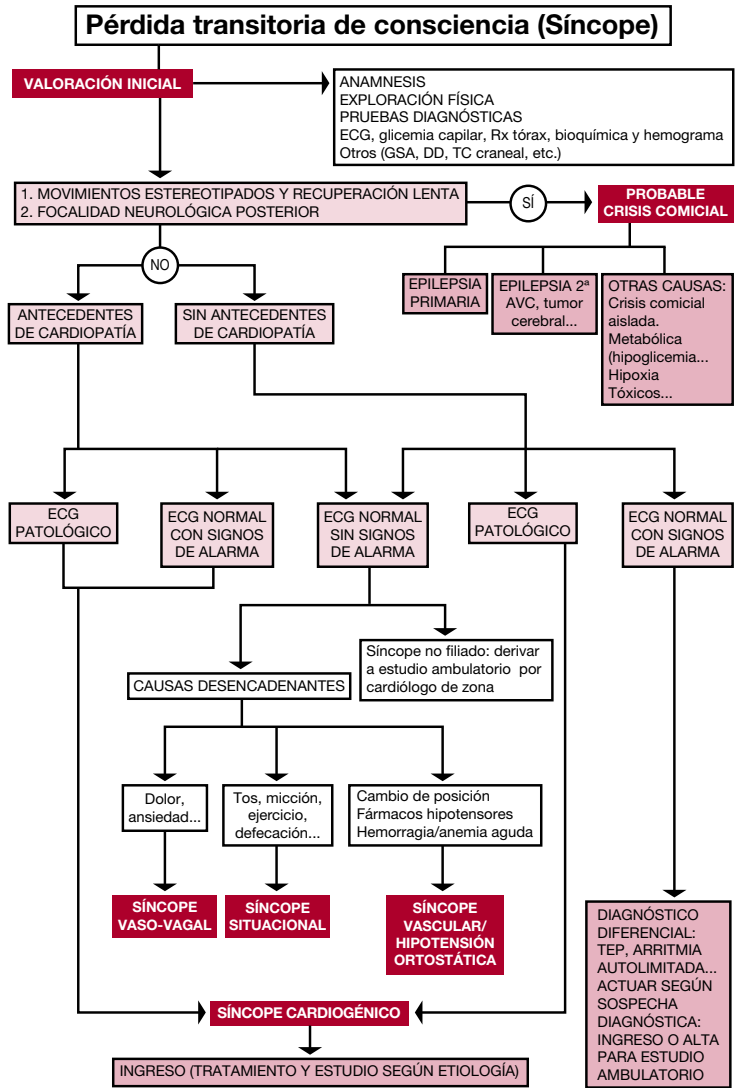 Pérdida transitoria de consciencia (Síncope)
VALORACIÓN INICIAL
ANAMNESIS
EXPLORACIÓN FÍSICA
PRUEBAS DIAGNÓSTICAS
ECG, glicemia capilar, Rx tórax, bioquímica y hemograma
Otros (GSA, DD, TC craneal, etc.)
1. MOVIMIENTOS ESTEREOTIPADOS Y RECUPERACIÓN LENTA
2. FOCALIDAD NEUROLÓGICA POSTERIOR
SÍ
PROBABLE
CRISIS COMICIAL
NO
EPILEPSIA
PRIMARIA
EPILEPSIA 2ª
AVC, tumor
cerebral...
OTRAS CAUSAS:
Crisis comicial
aislada.
Metabólica
(hipoglicemia...
Hipoxia
Tóxicos...
ANTECEDENTES
DE CARDIOPATÍA
SIN ANTECEDENTES
DE CARDIOPATÍA
ECG
PATOLÓGICO
ECG NORMAL
CON SIGNOS
DE ALARMA
ECG NORMAL
SIN SIGNOS
DE ALARMA
ECG
PATOLÓGICO
ECG NORMAL
CON SIGNOS
DE ALARMA
Síncope no filiado: derivar
a estudio ambulatorio por
cardiólogo de zona
CAUSAS DESENCADENANTES
Dolor,
ansiedad...
Tos, micción,
ejercicio,
defecación...
Cambio de posición
Fármacos hipotensores
Hemorragia/anemia aguda
SÍNCOPE
VASO-VAGAL
SÍNCOPE
SITUACIONAL
SÍNCOPE
VASCULAR/
HIPOTENSIÓN
ORTOSTÁTICA
DIAGNÓSTICO
DIFERENCIAL:
TEP, ARRITMIA
AUTOLIMITADA...
ACTUAR SEGÚN
SOSPECHA
DIAGNÓSTICA:
INGRESO O ALTA
PARA ESTUDIO
AMBULATORIO
SÍNCOPE CARDIOGÉNICO
INGRESO (TRATAMIENTO Y ESTUDIO SEGÚN ETIOLOGÍA)